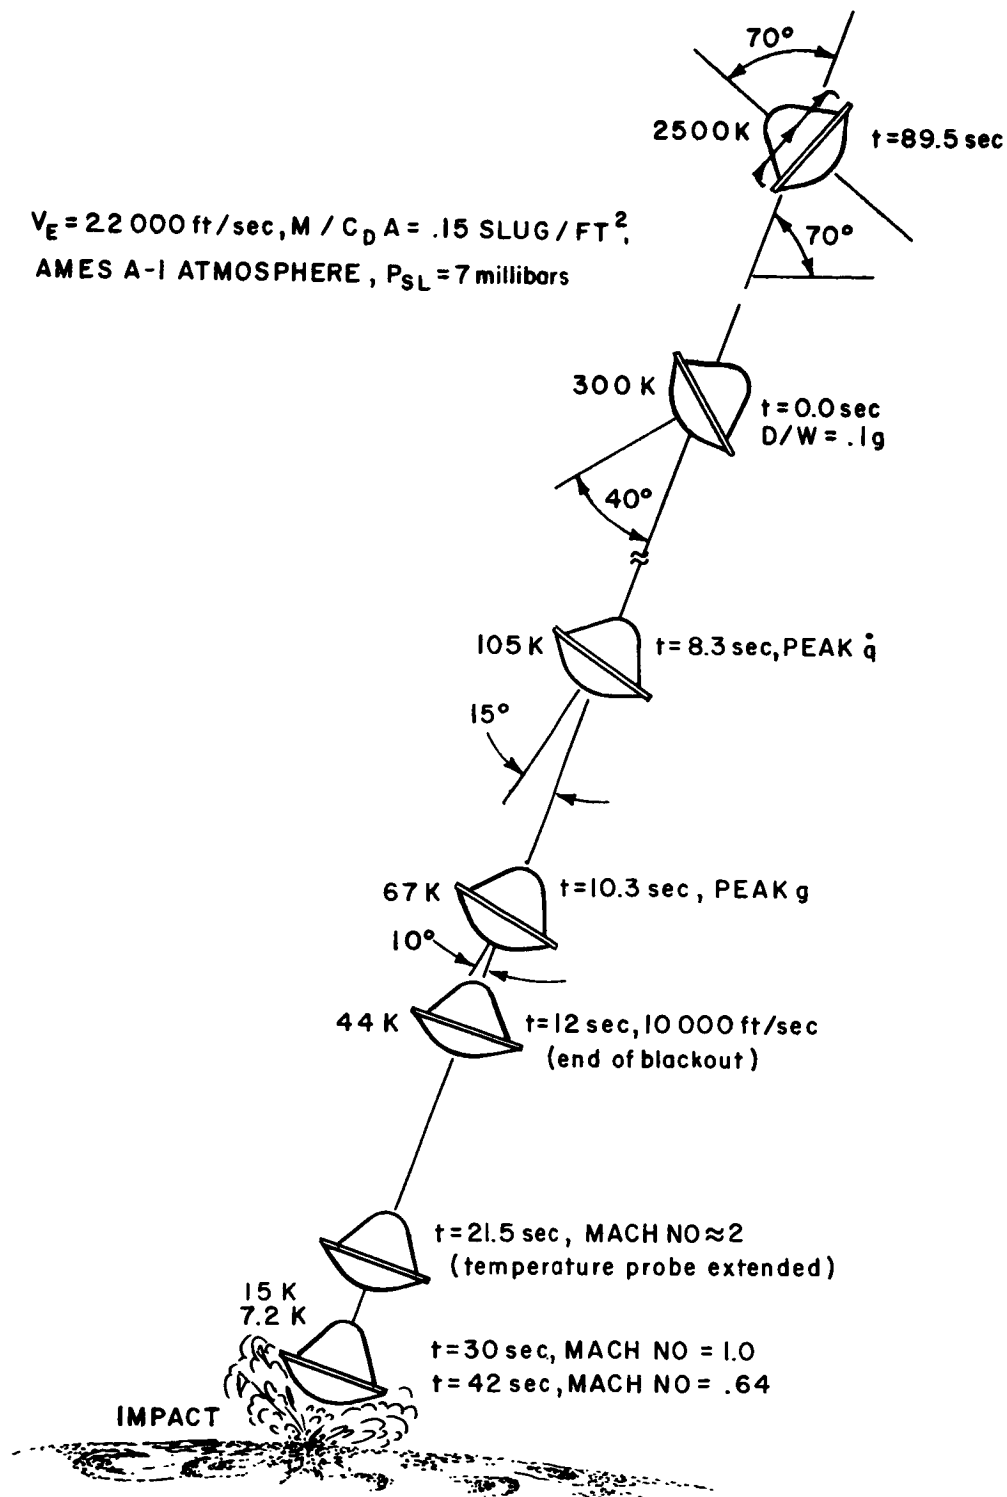 70°
2500K
t=89.5 sec
V_E = 22 000 ft/sec, M / C_D A = .15 SLUG/FT²,
AMES A-1 ATMOSPHERE, P_SL = 7 millibars
70°
300 K
t=0.0 sec
D/W = .1g
40°
≈
105 K
t=8.3 sec, PEAK q̇
15°
67 K
t=10.3 sec, PEAK g
10°
44 K
t=12 sec, 10 000 ft/sec
(end of blackout)
t=21.5 sec, MACH NO ≈ 2
(temperature probe extended)
15 K
7.2 K
t=30 sec, MACH NO = 1.0
t=42 sec, MACH NO = .64
IMPACT